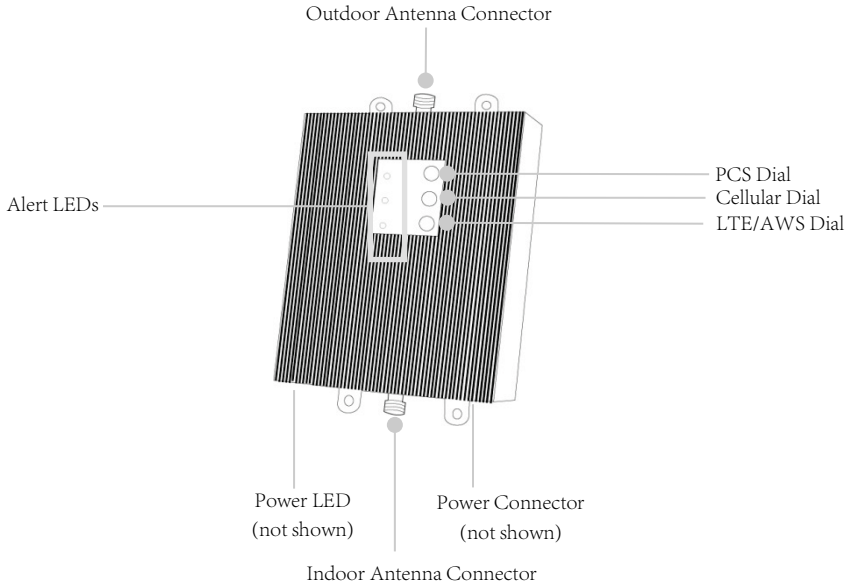 Outdoor Antenna Connector
PCS Dial
Cellular Dial
Alert LEDs
LTE/AWS Dial
Power LED
(not shown)
Power Connector
(not shown)
Indoor Antenna Connector